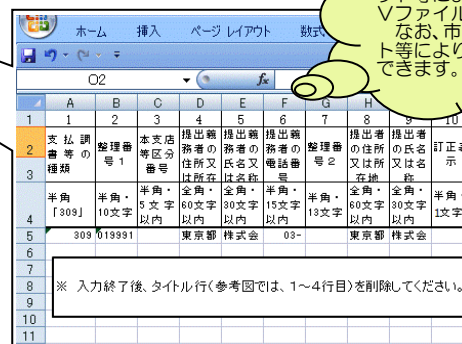 Vファイル
なお、市
ト等により
できます。
ホーム 挿入 ページ レイアウト 数式
O2 fx
A B C D E F G H
1 1 2 3 4 5 6 7 8 9 10
2 3 支払調書等の種類 整理番号1 本支店等区分番号 提出義務者の住所又は所在 提出義務者の氏名又は名称 提出義務者の電話番号 整理番号2 提出者の住所又は所在地 提出者の氏名又は名称 訂正 示
4 半角「309」 半角・10文字 半角・5文字以内 全角・60文字以内 全角・30文字以内 半角・15文字以内 半角・13文字 全角・60文字以内 全角・30文字以内 半角 1文字
5 309 019991 東京都 株式会 03- 東京都 株式会
6
7
8 ※ 入力終了後、タイトル行(参考図では、1～4行目)を削除してください。
9
10
11